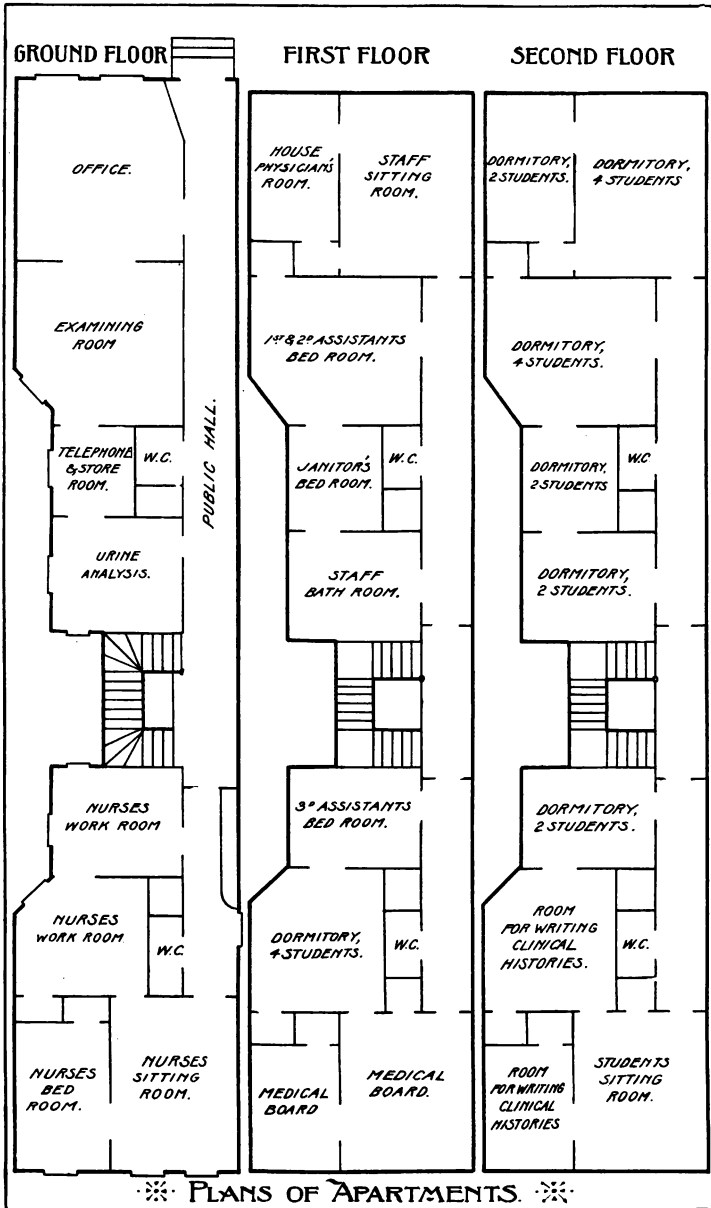 GROUND FLOOR
OFFICE.
EXAMINING
ROOM
TELEPHONE
& STORE
ROOM.
W.C.
PUBLIC HALL.
URINE
ANALYSIS.
NURSES
WORK ROOM
NURSES
WORK ROOM
W.C.
NURSES
BED
ROOM.
NURSES
SITTING
ROOM.
FIRST FLOOR
HOUSE
PHYSICIAN'S
ROOM.
STAFF
SITTING
ROOM.
1ST & 2D ASSISTANTS
BED ROOM.
JANITOR'S
BED ROOM.
W.C.
STAFF
BATH ROOM.
3D ASSISTANTS
BED ROOM.
DORMITORY,
4 STUDENTS.
W.C.
MEDICAL
BOARD
MEDICAL
BOARD.
SECOND FLOOR
DORMITORY,
2 STUDENTS.
DORMITORY,
4 STUDENTS
DORMITORY,
4 STUDENTS.
DORMITORY,
2 STUDENTS
W.C
DORMITORY,
2 STUDENTS.
DORMITORY,
2 STUDENTS.
ROOM
FOR WRITING
CLINICAL
HISTORIES.
W.C.
ROOM
FOR WRITING
CLINICAL
HISTORIES
STUDENTS
SITTING
ROOM.
PLANS OF APARTMENTS.